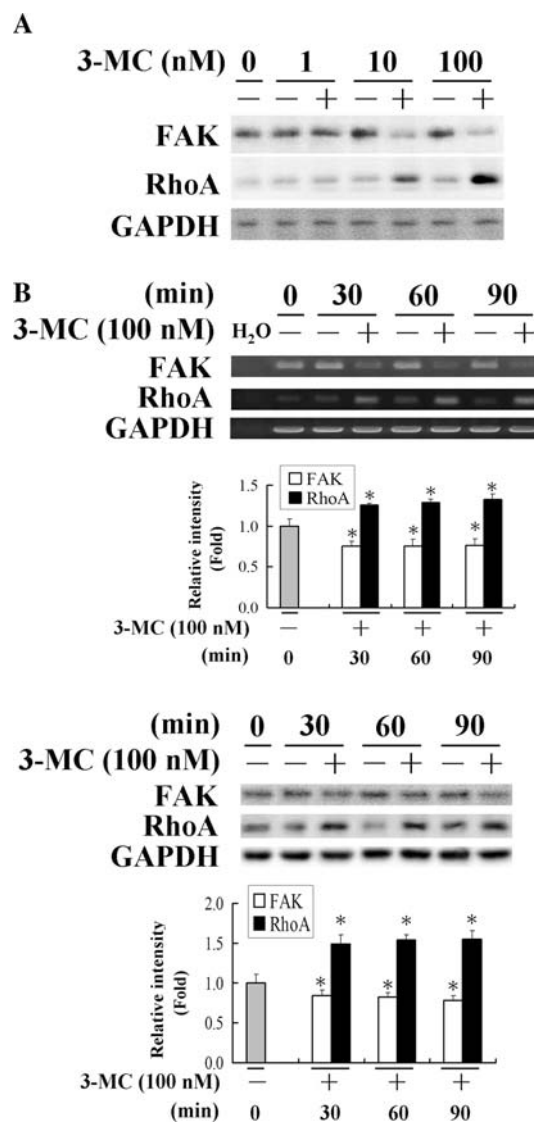 A
3-MC (nM) 0 1 10 100
— — + — + — +
FAK
RhoA
GAPDH
B (min) 0 30 60 90
3-MC (100 nM) H₂O — — + — + — +
FAK
RhoA
GAPDH
Relative intensity
(Fold)
1.5
1.0
0.5
0.0
FAK
RhoA
* * * * * *
3-MC (100 nM) — + + +
(min) 0 30 60 90
(min) 0 30 60 90
3-MC (100 nM) — — + — + — +
FAK
RhoA
GAPDH
Relative intensity
(Fold)
2.0
1.5
1.0
0.5
0.0
FAK
RhoA
* * * * * *
3-MC (100 nM) — + + +
(min) 0 30 60 90